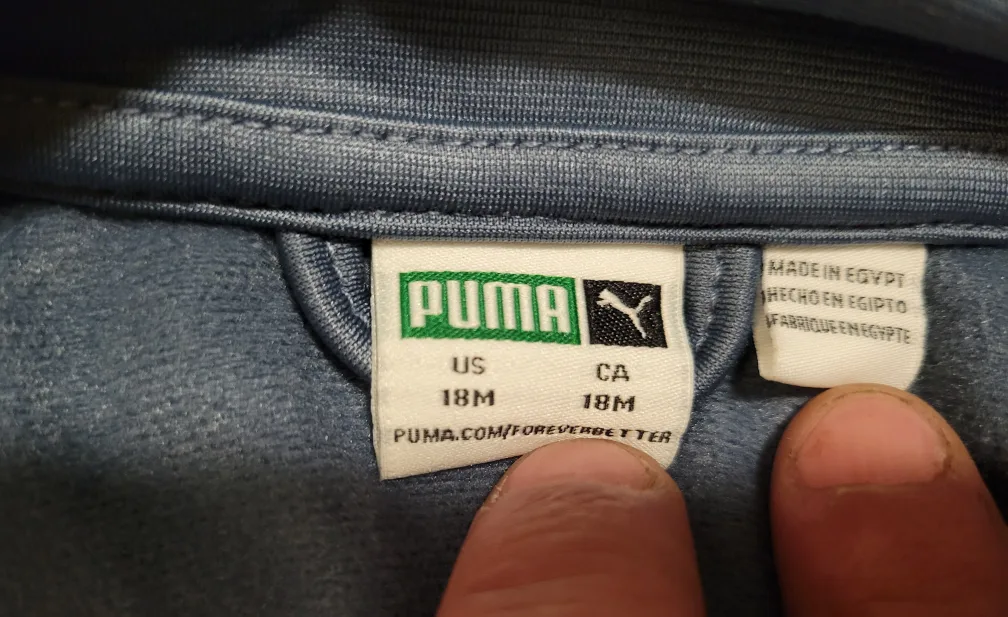 PUMA
US CA
18M 18M
PUMA.COM/FOREVERBETTER
MADE IN EGYPT
HECHO EN EGIPTO
FABRIQUE EN EGYPTE